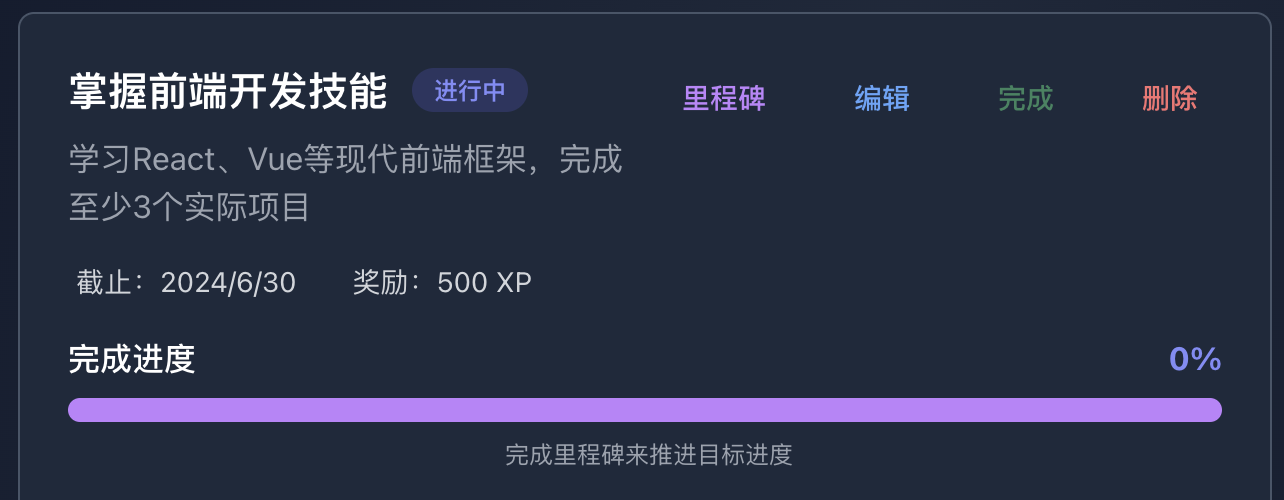 掌握前端开发技能 进行中 里程碑 编辑 完成 删除
学习React、Vue等现代前端框架，完成
至少3个实际项目
截止：2024/6/30 奖励：500 XP
完成进度 0%
完成里程碑来推进目标进度